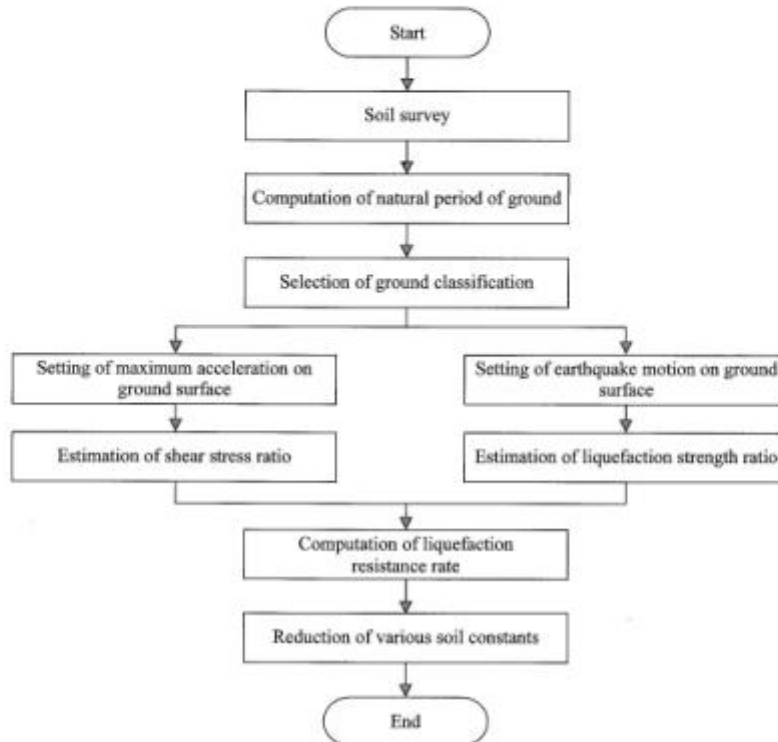 Start
Soil survey
Computation of natural period of ground
Selection of ground classification
Setting of maximum acceleration on
ground surface
Setting of earthquake motion on ground
surface
Estimation of shear stress ratio
Estimation of liquefaction strength ratio
Computation of liquefaction
resistance rate
Reduction of various soil constants
End